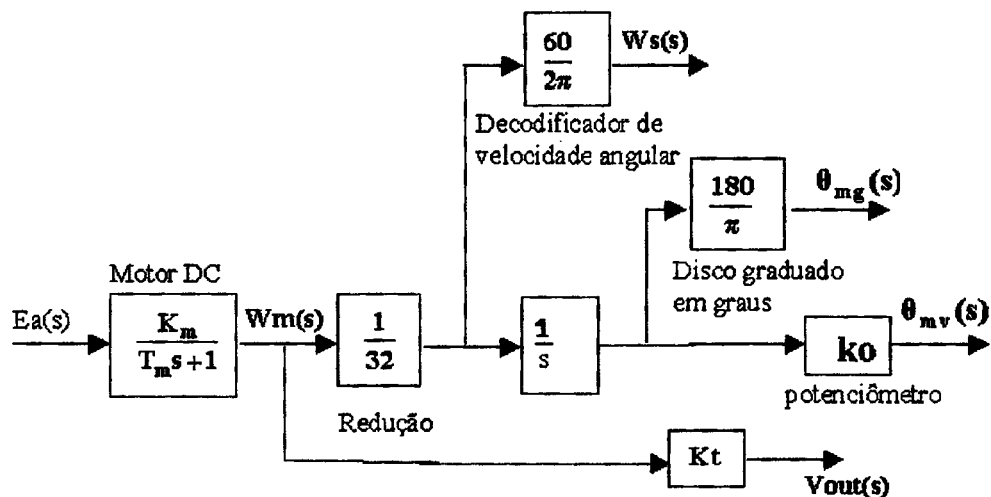 60
2π
Ws(s)
Decodificador de
velocidade angular
180
π
θmg(s)
Disco graduado
em graus
Motor DC
Ea(s)
Km
Tms+1
Wm(s)
1
32
Redução
1
s
ko
θmv(s)
potenciômetro
Kt
Vout(s)